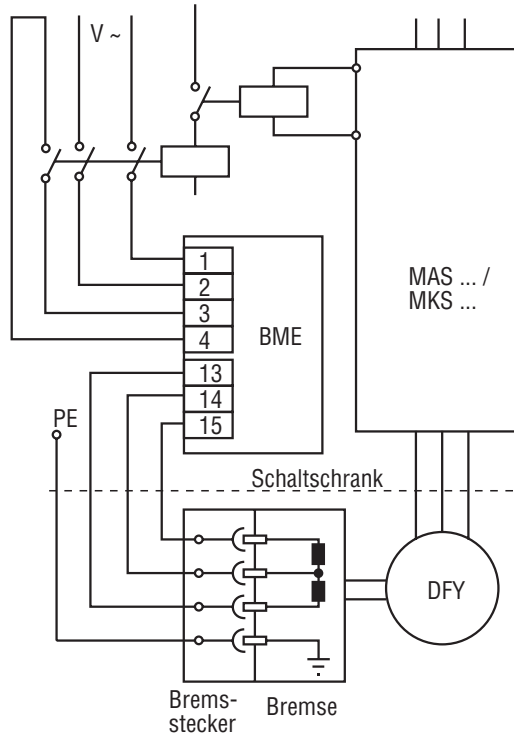 V ~
1
2
3
4
BME
MAS ... /
MKS ...
13
14
15
PE
Schaltschrank
DFY
Brems-
stecker
Bremse